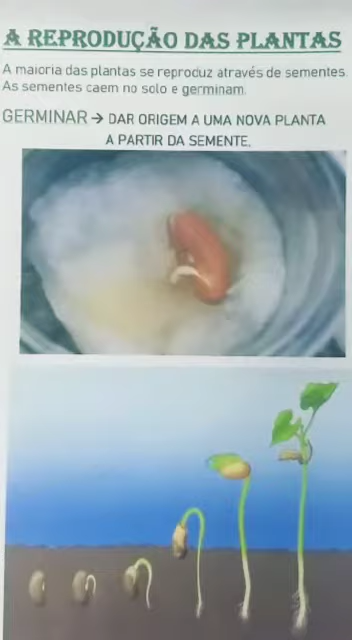 A REPRODUÇÃO DAS PLANTAS
A maioria das plantas se reproduz através de sementes.
As sementes caem no solo e germinam.
GERMINAR → DAR ORIGEM A UMA NOVA PLANTA
A PARTIR DA SEMENTE.